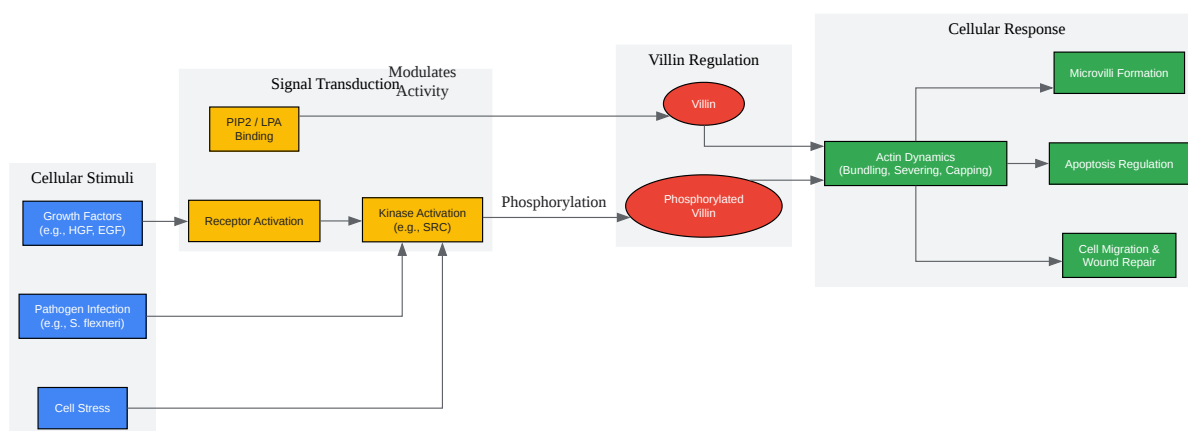 Cellular Stimuli
Growth Factors
(e.g., HGF, EGF)
Pathogen Infection
(e.g., S. flexneri)
Cell Stress
Signal Transduction
Modulates
Activity
PIP2 / LPA
Binding
Receptor Activation
Kinase Activation
(e.g., SRC)
Phosphorylation
Villin Regulation
Villin
Phosphorylated
Villin
Cellular Response
Actin Dynamics
(Bundling, Severing, Capping)
Microvilli Formation
Apoptosis Regulation
Cell Migration &
Wound Repair